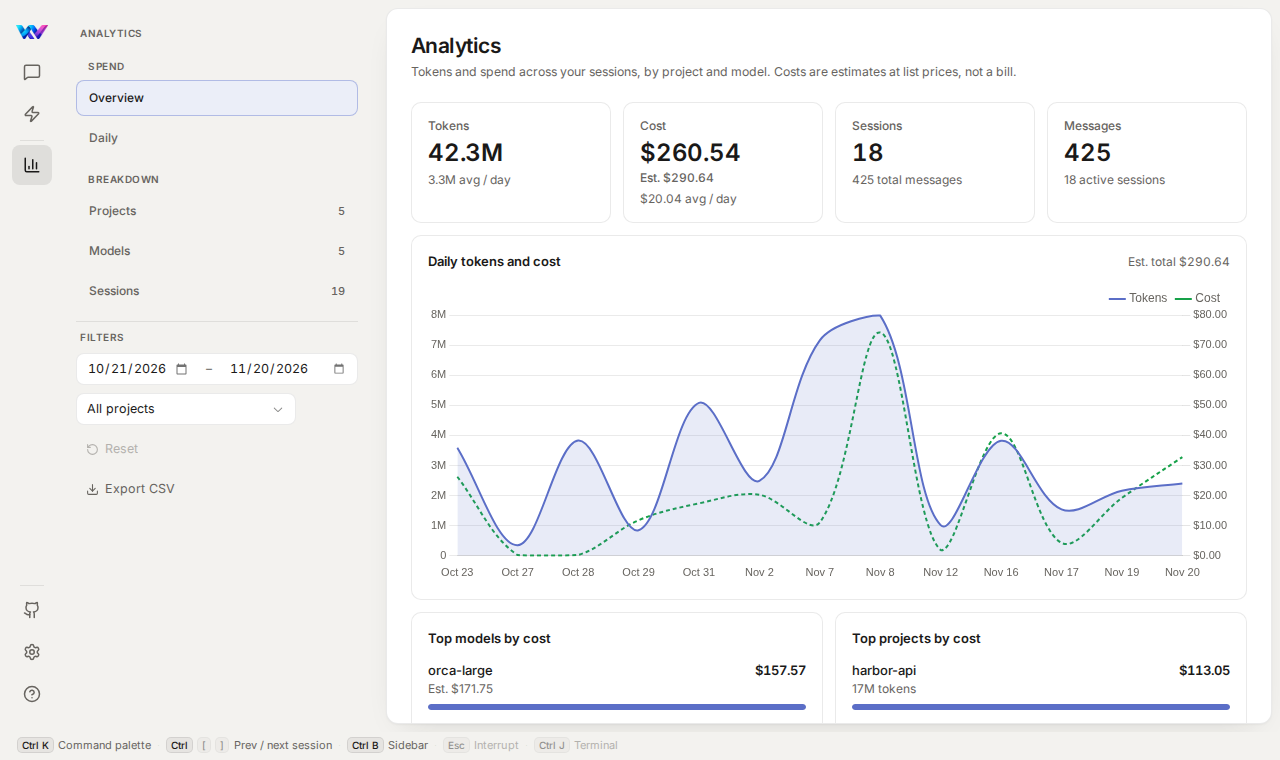 ANALYTICS
SPEND
Overview
Daily
BREAKDOWN
Projects 5
Models 5
Sessions 19
FILTERS
10/21/2026 – 11/20/2026
All projects
Reset
Export CSV
Analytics
Tokens and spend across your sessions, by project and model. Costs are estimates at list prices, not a bill.
Tokens
42.3M
3.3M avg / day
Cost
$260.54
Est. $290.64
$20.04 avg / day
Sessions
18
425 total messages
Messages
425
18 active sessions
Daily tokens and cost
Est. total $290.64
Tokens Cost
8M $80.00
7M $70.00
6M $60.00
5M $50.00
4M $40.00
3M $30.00
2M $20.00
1M $10.00
0 $0.00
Oct 23 Oct 27 Oct 28 Oct 29 Oct 31 Nov 2 Nov 7 Nov 8 Nov 12 Nov 16 Nov 17 Nov 19 Nov 20
Top models by cost
orca-large $157.57
Est. $171.75
Top projects by cost
harbor-api $113.05
17M tokens
Ctrl K Command palette Ctrl [ ] Prev / next session Ctrl B Sidebar Esc Interrupt Ctrl J Terminal